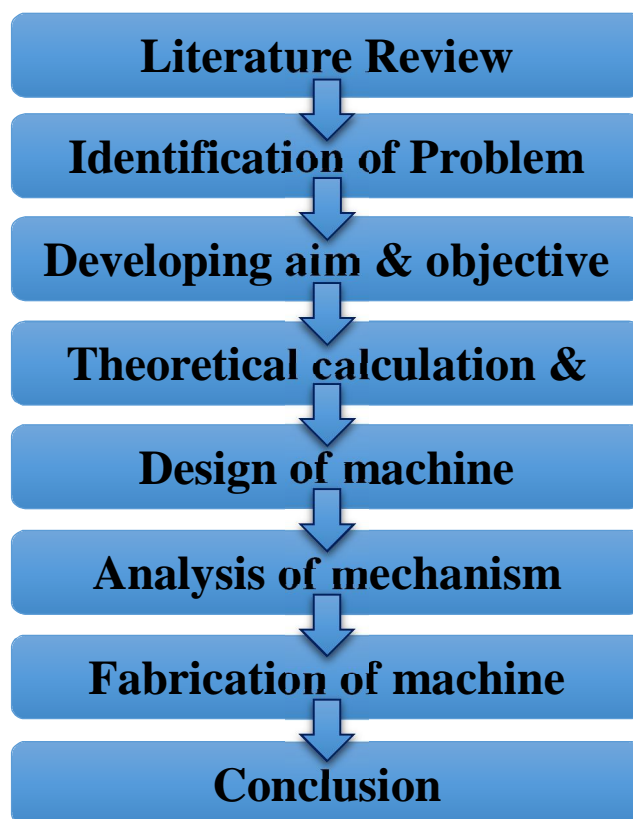 Literature Review
Identification of Problem
Developing aim & objective
Theoretical calculation &
Design of machine
Analysis of mechanism
Fabrication of machine
Conclusion